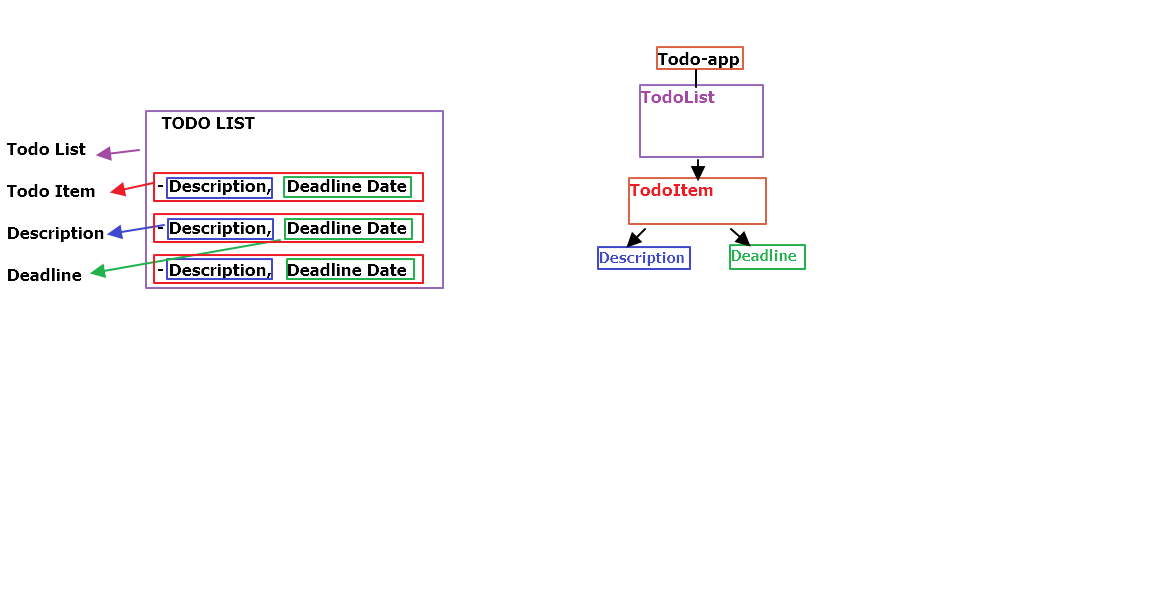 TODO LIST
Todo List
Todo Item
Description
Deadline
- Description, Deadline Date
- Description, Deadline Date
- Description, Deadline Date
Todo-app
TodoList
TodoItem
Description
Deadline